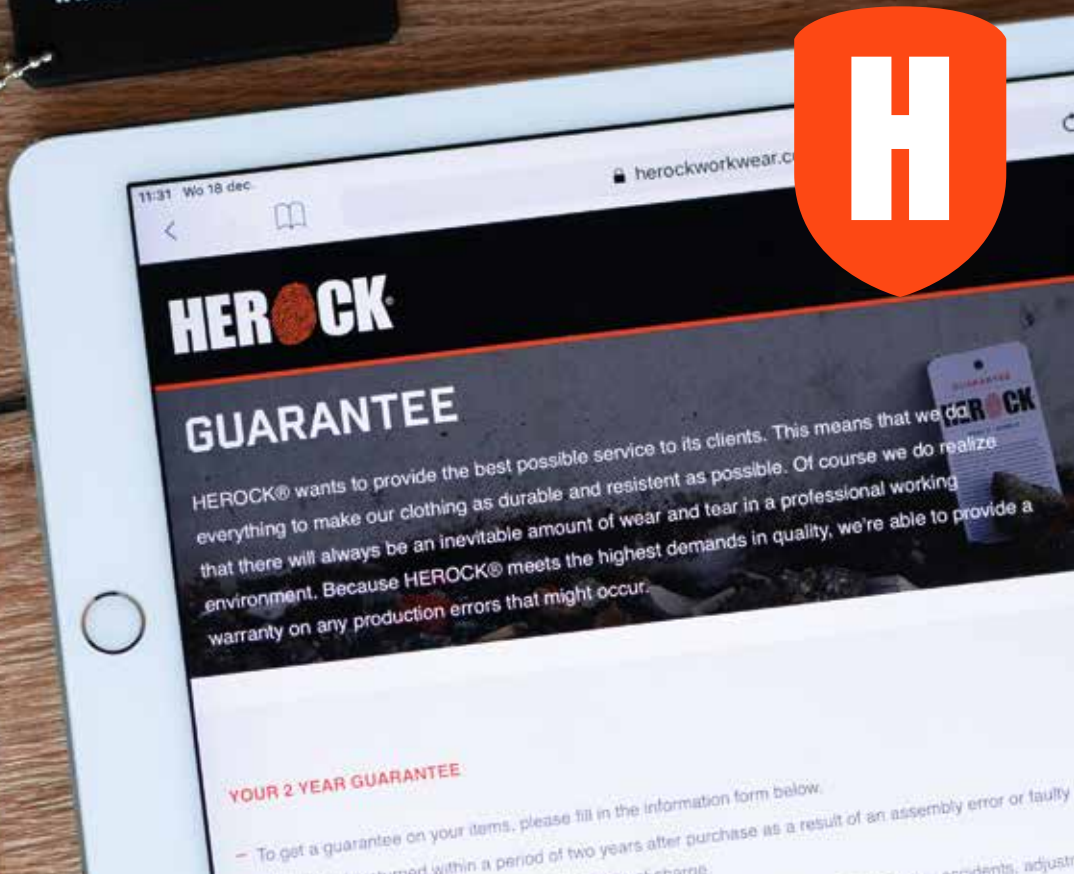 H
11:31 Wo 18 dec.
herockworkwear.c
HEROCK®
GUARANTEE
HEROCK® wants to provide the best possible service to its clients. This means that we do
everything to make our clothing as durable and resistent as possible. Of course we do realize
that there will always be an inevitable amount of wear and tear in a professional working
environment. Because HEROCK® meets the highest demands in quality, we're able to provide a
warranty on any production errors that might occur.
GUARANTEE
HEROCK
YOUR 2 YEAR GUARANTEE
– To get a guarantee on your items, please fill in the information form below.
within a period of two years after purchase as a result of an assembly error or faulty
of charge.
accidents,